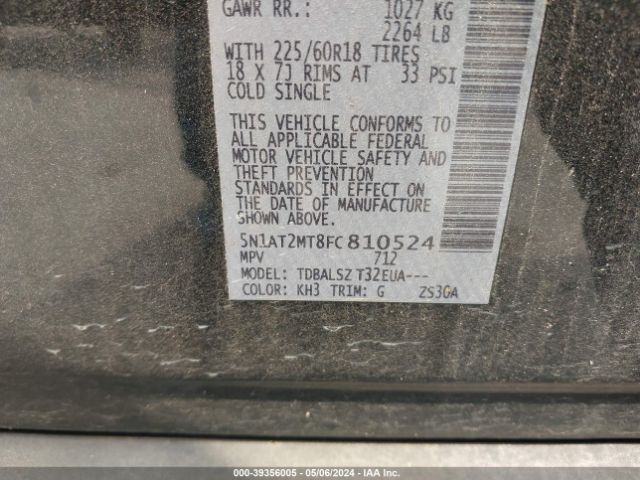 GAWR RR.: 1027 KG
2264 LB
WITH 225/60R18 TIRES
18 X 7J RIMS AT 33 PSI
COLD SINGLE
THIS VEHICLE CONFORMS TO
ALL APPLICABLE FEDERAL
MOTOR VEHICLE SAFETY AND
THEFT PREVENTION
STANDARDS IN EFFECT ON
THE DATE OF MANUFACTURE
SHOWN ABOVE.
5N1AT2MT8FC810524
MPV 712
MODEL: TDBALSZ T32EUA---
COLOR: KH3 TRIM: G ZS3GA
000-39356005 - 05/06/2024 - IAA Inc.